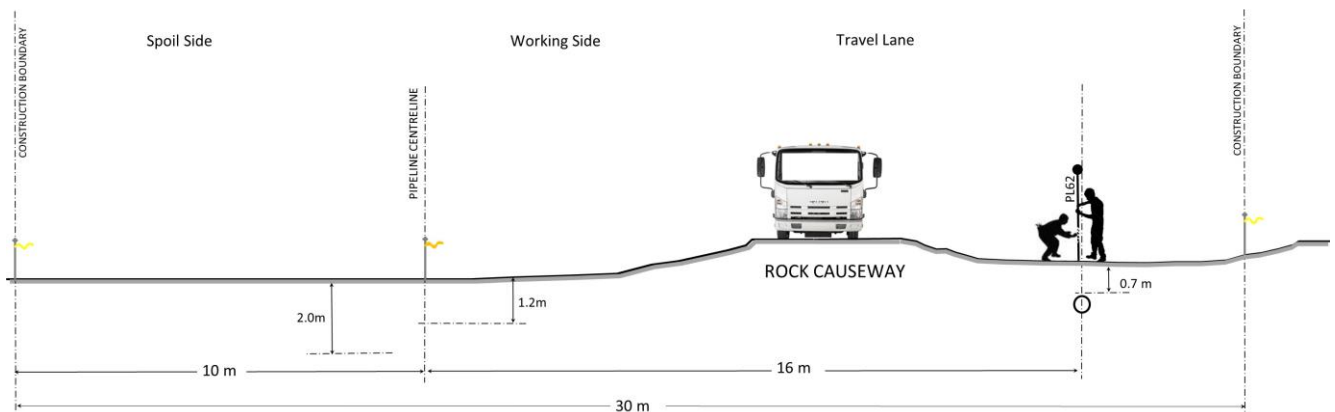 CONSTRUCTION BOUNDARY
Spoil Side
Working Side
Travel Lane
CONSTRUCTION BOUNDARY
PIPELINE CENTRELINE
PL62
ROCK CAUSEWAY
2.0m
1.2m
0.7 m
10 m
16 m
30 m